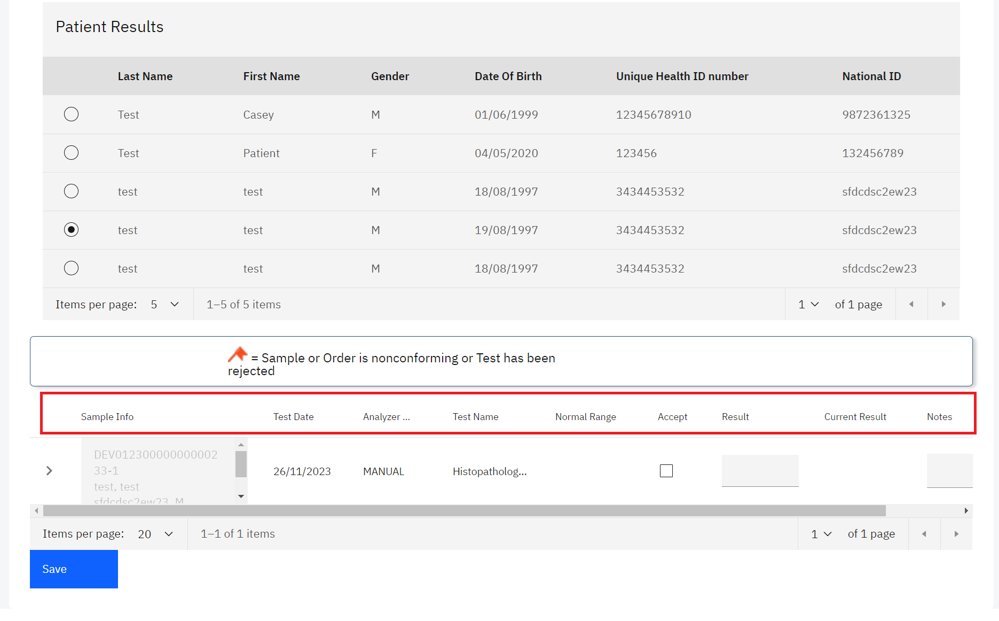 Patient Results
Last Name First Name Gender Date Of Birth Unique Health ID number National ID
Test Casey M 01/06/1999 12345678910 9872361325
Test Patient F 04/05/2020 123456 132456789
test test M 18/08/1997 3434453532 sfdcdsc2ew23
test test M 19/08/1997 3434453532 sfdcdsc2ew23
test test M 18/08/1997 3434453532 sfdcdsc2ew23
Items per page: 5 1–5 of 5 items 1 of 1 page
= Sample or Order is nonconforming or Test has been
rejected
Sample Info Test Date Analyzer ... Test Name Normal Range Accept Result Current Result Notes
DEV012300000000002
33-1
test, test
sfdcdsc2ew23, M
26/11/2023 MANUAL Histopatholog...
Items per page: 20 1–1 of 1 items 1 of 1 page
Save